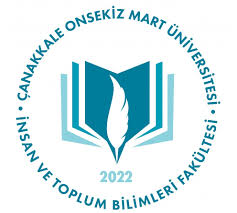 • ÇANAKKALE ONSEKİZ MART ÜNİVERSİTESİ •
İNSAN VE TOPLUM BİLİMLERİ FAKÜLTESİ
2022